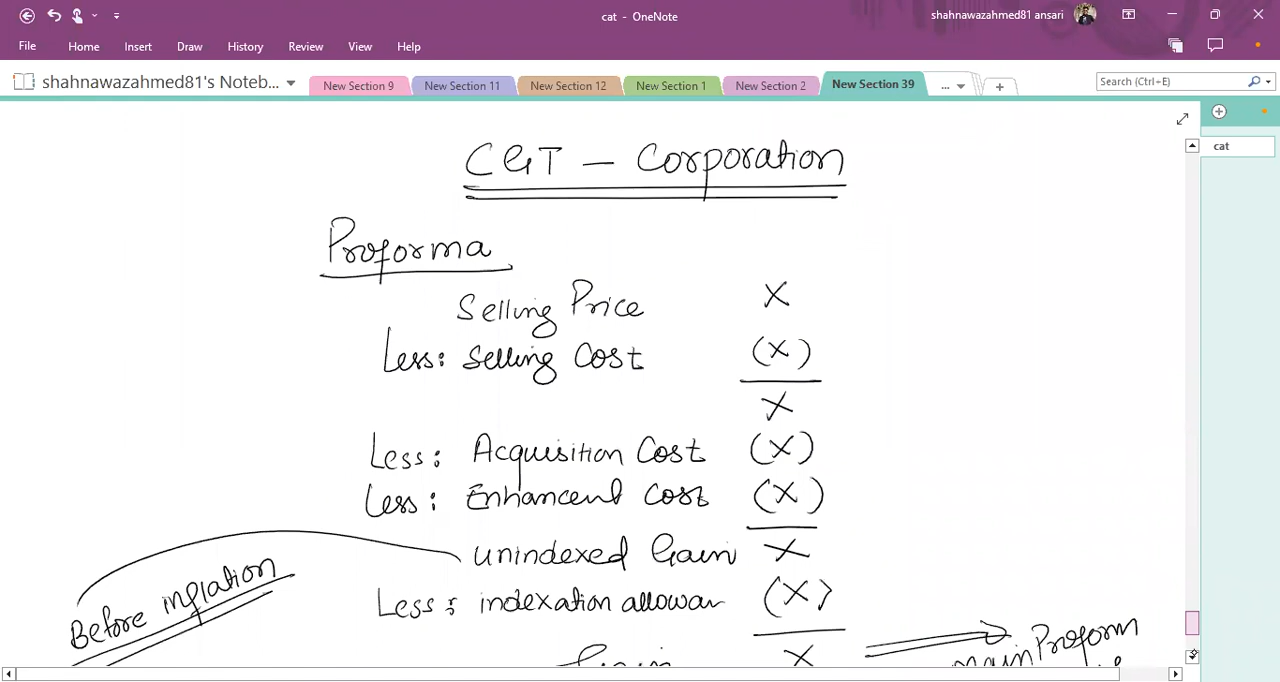 cat - OneNote
shahnawazahmed81 ansari
File Home Insert Draw History Review View Help
shahnawazahmed81's Noteb... New Section 9 New Section 11 New Section 12 New Section 1 New Section 2 New Section 39 ... Search (Ctrl+E)
cat
CGT - Corporation
Proforma
Selling Price X
Less: Selling Cost (X)
X
Less: Acquisition Cost (X)
Less: Enhancent Cost (X)
unindexed Gain X
Before inflation
Less: indexation allowan (X)
Gain X
main Proform